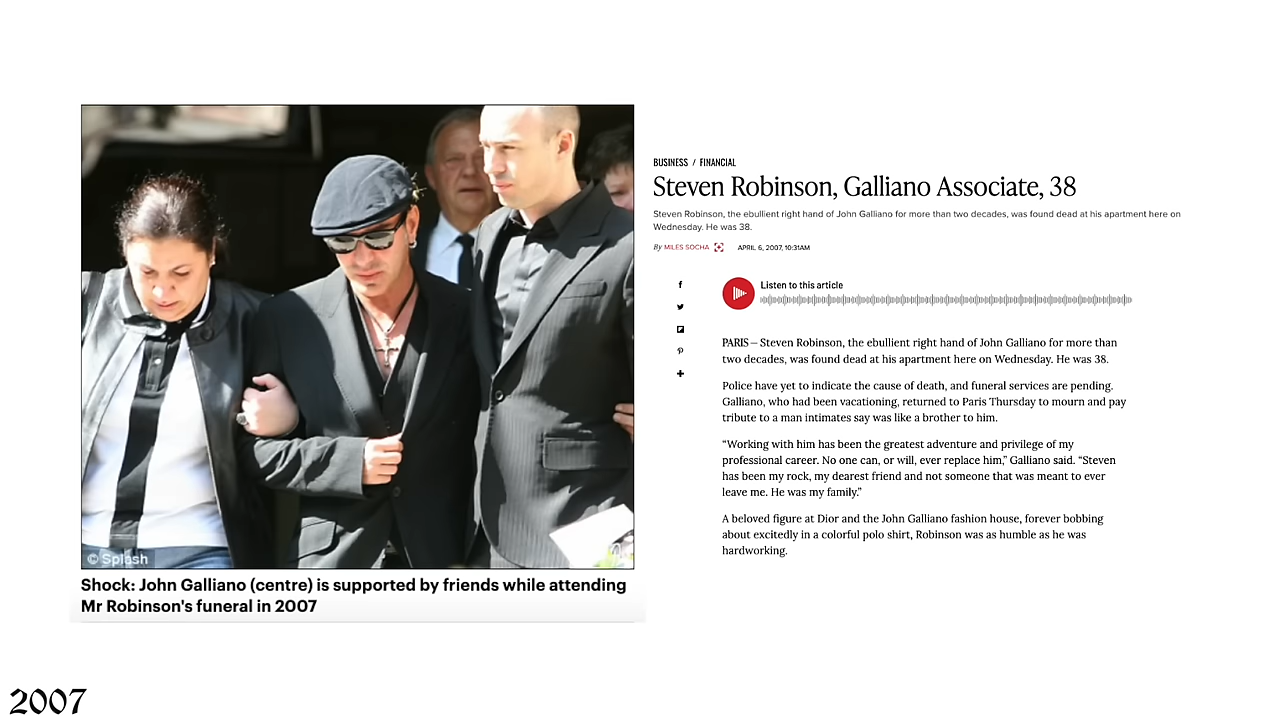 © Splash
Shock: John Galliano (centre) is supported by friends while attending
Mr Robinson's funeral in 2007
BUSINESS / FINANCIAL
Steven Robinson, Galliano Associate, 38
Steven Robinson, the ebullient right hand of John Galliano for more than two decades, was found dead at his apartment here on
Wednesday. He was 38.
By MILES SOCHA APRIL 6, 2007, 10:31AM
Listen to this article
PARIS — Steven Robinson, the ebullient right hand of John Galliano for more than
two decades, was found dead at his apartment here on Wednesday. He was 38.
Police have yet to indicate the cause of death, and funeral services are pending.
Galliano, who had been vacationing, returned to Paris Thursday to mourn and pay
tribute to a man intimates say was like a brother to him.
“Working with him has been the greatest adventure and privilege of my
professional career. No one can, or will, ever replace him,” Galliano said. “Steven
has been my rock, my dearest friend and not someone that was meant to ever
leave me. He was my family.”
A beloved figure at Dior and the John Galliano fashion house, forever bobbing
about excitedly in a colorful polo shirt, Robinson was as humble as he was
hardworking.
2007